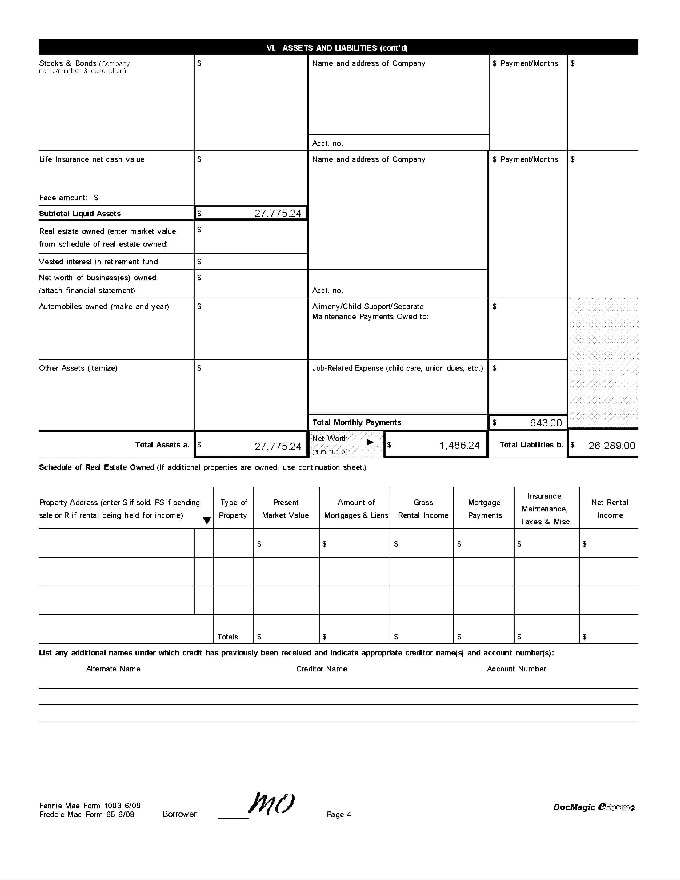 VI. ASSETS AND LIABILITIES (cont'd)
Stocks & Bonds (Company
$
Name and address of Company
$ Payment/Months
$
Acct. no.
Life Insurance net cash value
$
Name and address of Company
$ Payment/Months
$
Face amount: $
Subtotal Liquid Assets
$ 27,775.24
Real estate owned (enter market value
from schedule of real estate owned)
$
Vested interest in retirement fund
$
Net worth of business(es) owned
(attach financial statement)
$
Acct. no.
Automobiles owned (make and year)
$
Alimony/Child Support/Separate
Maintenance Payments Owed to:
$
Other Assets (itemize)
$
Job-Related Expense (child care, union dues, etc.)
$
Total Monthly Payments
$ 643.00
Total Assets a.
$ 27,775.24
Net Worth
$ 1,486.24
Total Liabilities b.
$ 26,289.00
Schedule of Real Estate Owned (If additional properties are owned, use continuation sheet.)
Property Address (enter S if sold, PS if pending
sale or R if rental being held for income)
Type of
Property
Present
Market Value
Amount of
Mortgages & Liens
Gross
Rental Income
Mortgage
Payments
Insurance,
Maintenance,
Taxes & Misc.
Net Rental
Income
$ $ $ $ $ $
Totals $ $ $ $ $ $
List any additional names under which credit has previously been received and indicate appropriate creditor name(s) and account number(s):
Alternate Name Creditor Name Account Number
Fannie Mae Form 1003 6/09
Freddie Mac Form 65 6/09
Borrower MO
Page 4
DocMagic